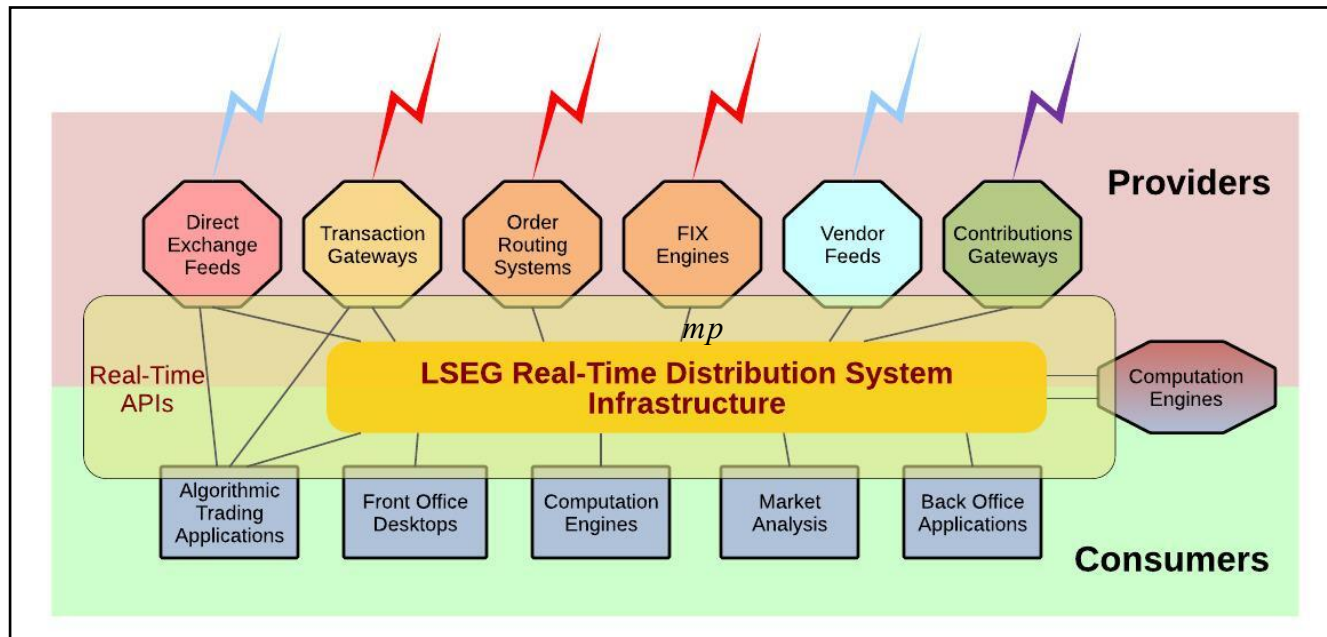 Providers
Direct
Exchange
Feeds
Transaction
Gateways
Order
Routing
Systems
FIX
Engines
Vendor
Feeds
Contributions
Gateways
mp
Real-Time
APIs
LSEG Real-Time Distribution System
Infrastructure
Computation
Engines
Algorithmic
Trading
Applications
Front Office
Desktops
Computation
Engines
Market
Analysis
Back Office
Applications
Consumers